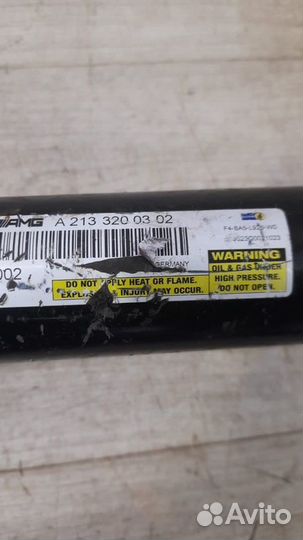 AMG A 213 320 03 02
002
GERMANY
DO NOT APPLY HEAT OR FLAME.
EXPLOSION & INJURY MAY OCCUR.
WARNING
OIL & GAS UNDER
HIGH PRESSURE.
DO NOT OPEN.
Avito